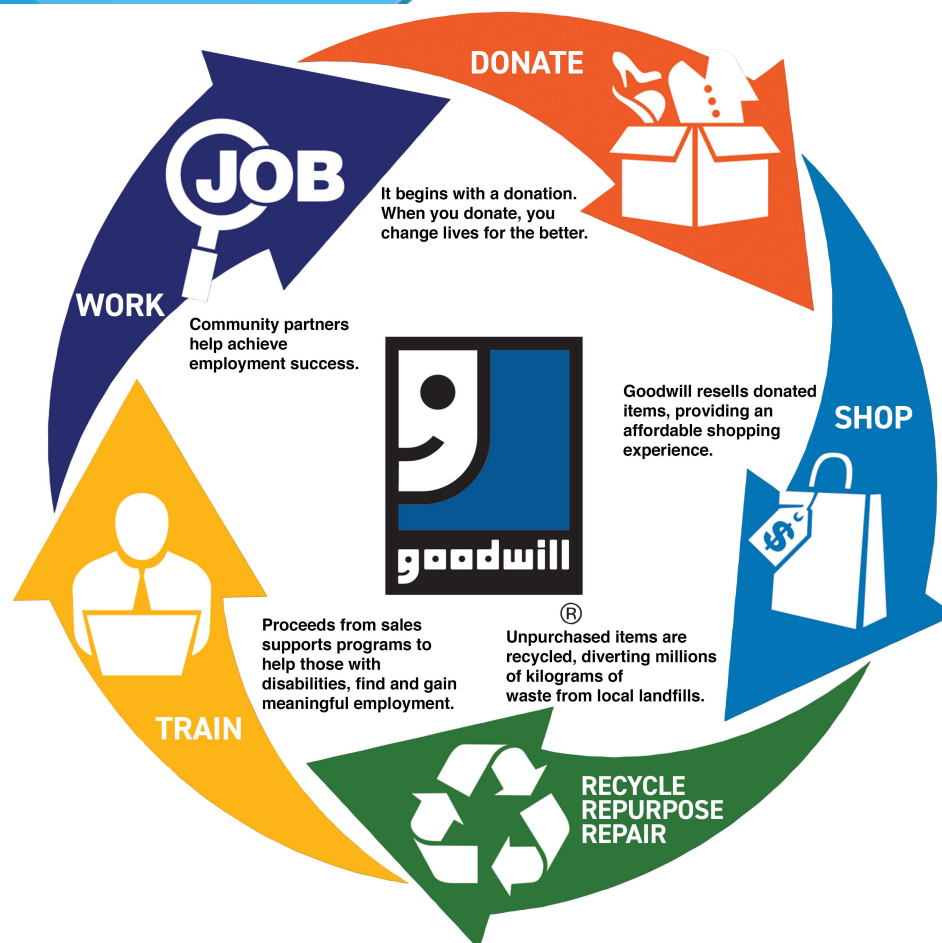 DONATE
It begins with a donation.
When you donate, you
change lives for the better.
SHOP
Goodwill resells donated
items, providing an
affordable shopping
experience.
$
RECYCLE
REPURPOSE
REPAIR
Unpurchased items are
recycled, diverting millions
of kilograms of
waste from local landfills.
TRAIN
Proceeds from sales
supports programs to
help those with
disabilities, find and gain
meaningful employment.
WORK
JOB
Community partners
help achieve
employment success.
g
goodwill
®